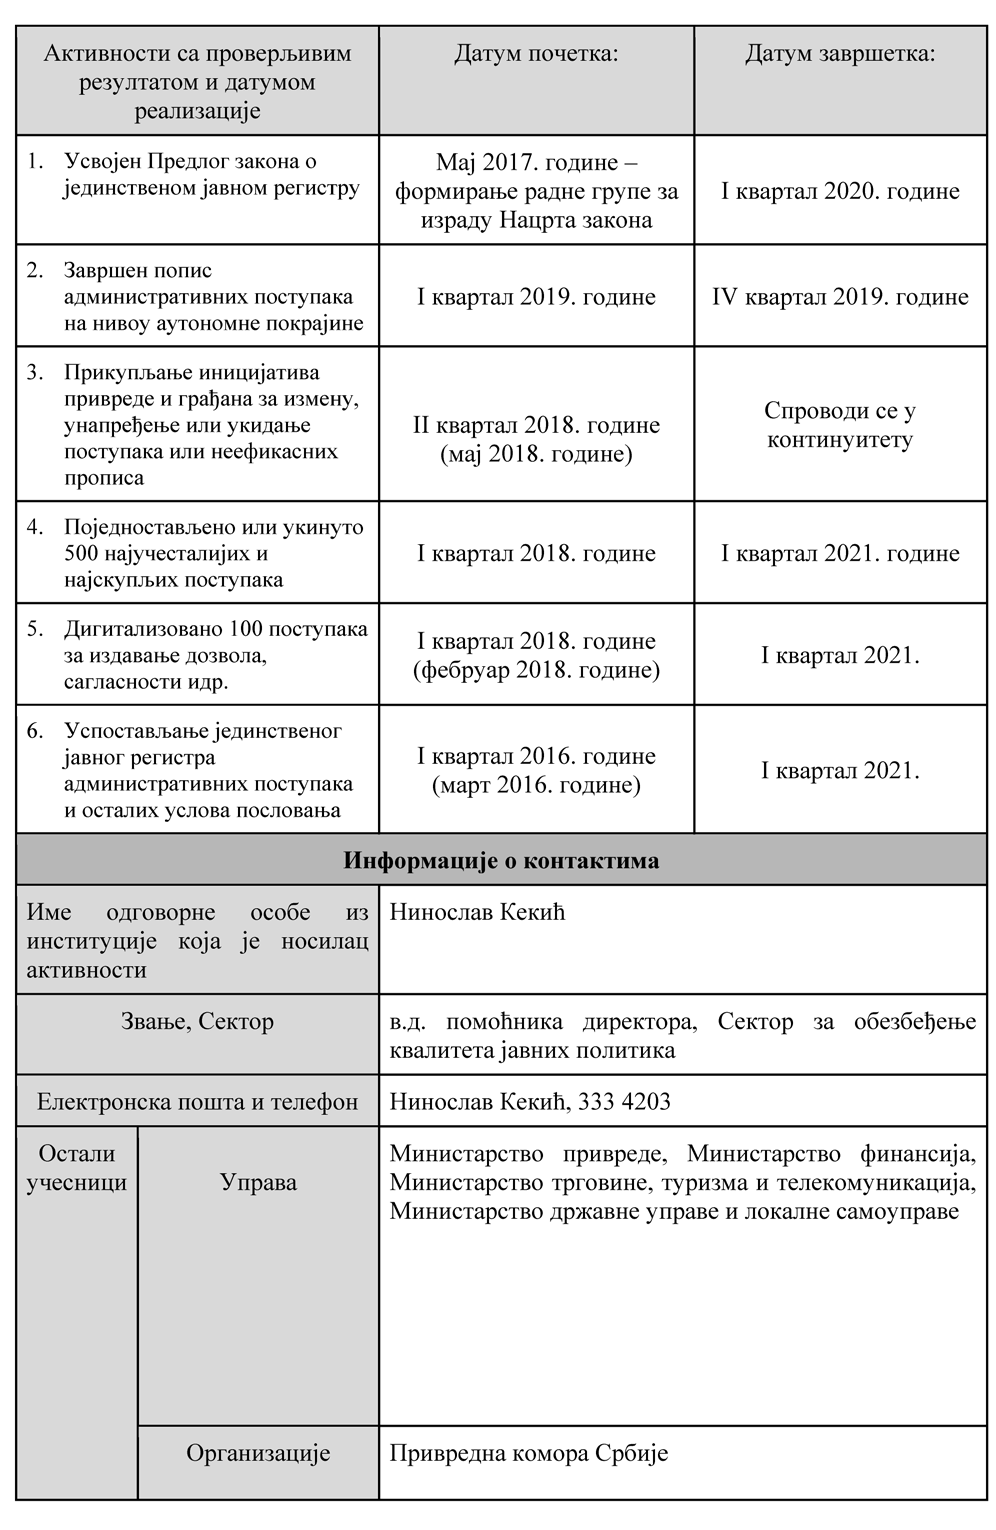 Активности са проверљивим
резултатом и датумом
реализације
Датум почетка:
Датум завршетка:
1. Усвојен Предлог закона о
јединственом јавном регистру
Мај 2017. године –
формирање радне групе за
израду Нацрта закона
I квартал 2020. године
2. Завршен попис
административних поступака
на нивоу аутономне покрајине
I квартал 2019. године
IV квартал 2019. године
3. Прикупљање иницијатива
привреде и грађана за измену,
унапређење или укидање
поступака или неефикасних
прописа
II квартал 2018. године
(мај 2018. године)
Спроводи се у
континуитету
4. Поједностављено или укинуто
500 најучесталијих и
најскупљих поступака
I квартал 2018. године
I квартал 2021. године
5. Дигитализовано 100 поступака
за издавање дозвола,
сагласности идр.
I квартал 2018. године
(фебруар 2018. године)
I квартал 2021.
6. Успостављање јединственог
јавног регистра
административних поступака
и осталих услова пословања
I квартал 2016. године
(март 2016. године)
I квартал 2021.
Информације о контактима
Име одговорне особе из
институције која је носилац
активности
Нинослав Кекић
Звање, Сектор
в.д. помоћника директора, Сектор за обезбеђење
квалитета јавних политика
Електронска пошта и телефон
Нинослав Кекић, 333 4203
Остали
учесници
Управа
Министарство привреде, Министарство финансија,
Министарство трговине, туризма и телекомуникација,
Министарство државне управе и локалне самоуправе
Организације
Привредна комора Србије